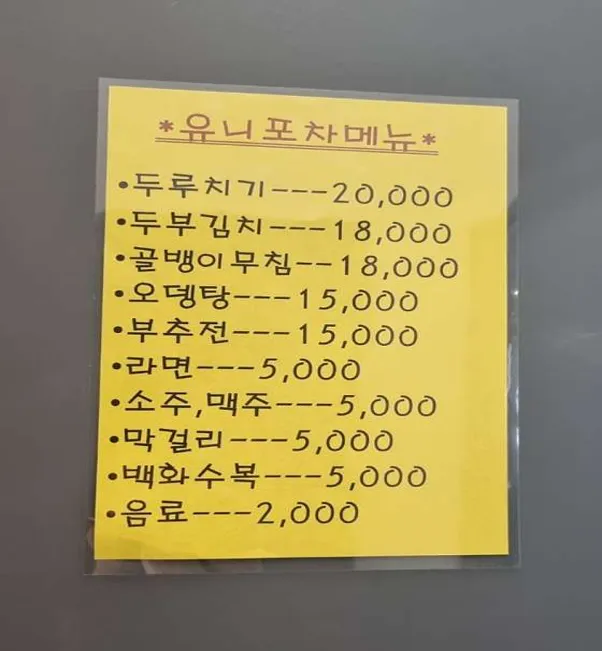 *유니포차메뉴*
•두루치기---20,000
•두부김치---18,000
•골뱅이무침--18,000
•오뎅탕---15,000
•부추전---15,000
•라면---5,000
•소주,맥주---5,000
•막걸리---5,000
•백화수복---5,000
•음료---2,000